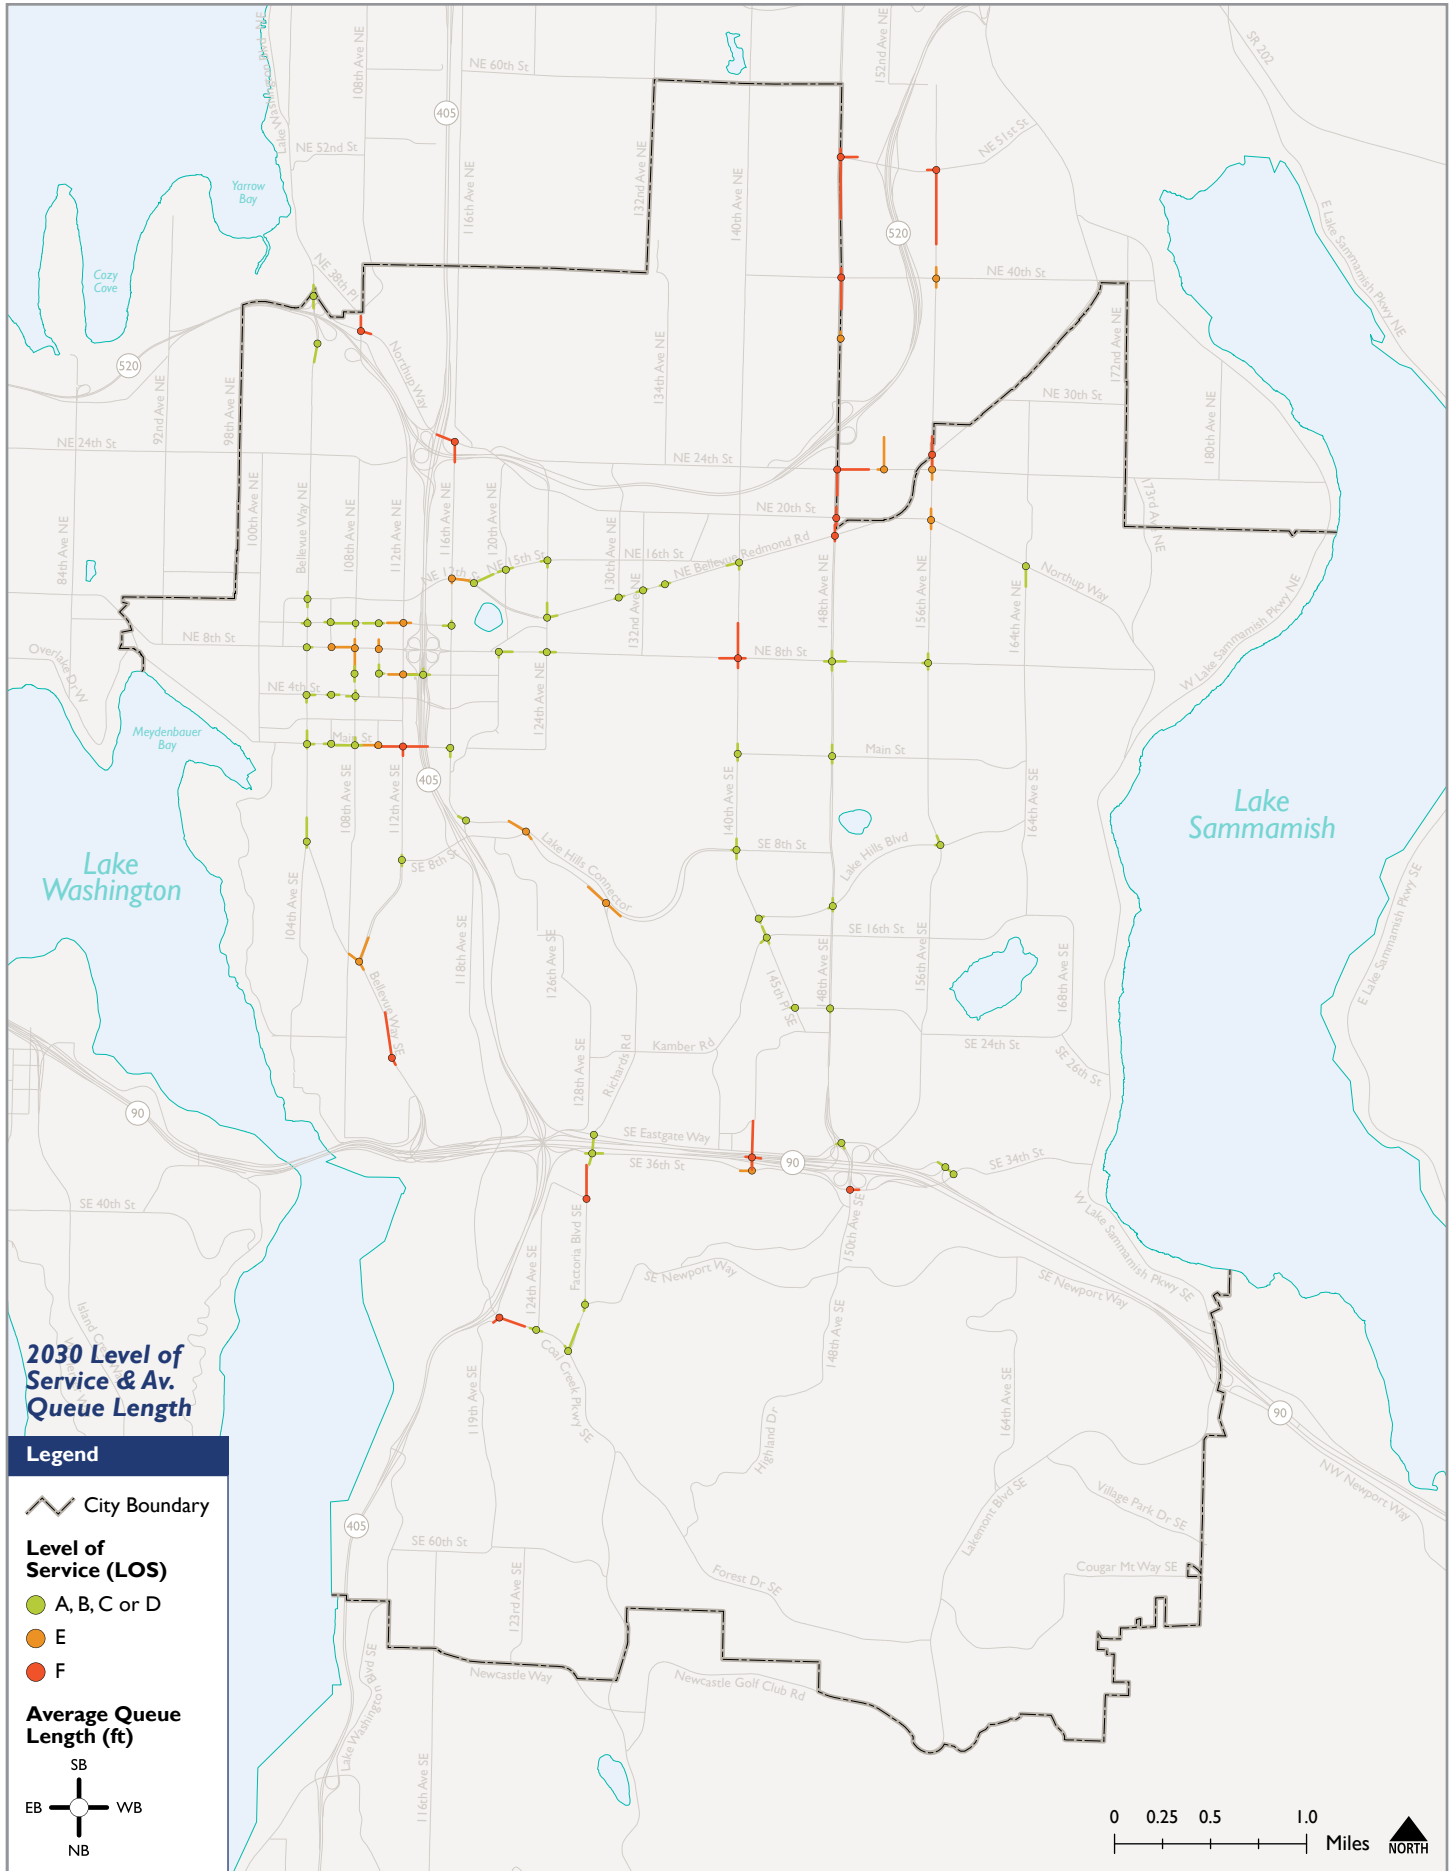 Lake Washington Blvd NE
108th Ave NE
NE 60th St
405
152nd Ave NE
SR 202
NE 52nd St
116th Ave NE
132nd Ave NE
140th Ave NE
NE 51st St
Yarrow
Bay
520
E Lake Sammamish Pkwy NE
Cozy
Cove
NE 38th Pl
NE 40th St
520
92nd Ave NE
98th Ave NE
Northup Way
134th Ave NE
172nd Ave NE
NE 30th St
180th Ave NE
NE 24th St
NE 24th St
84th Ave NE
100th Ave NE
Bellevue Way NE
108th Ave NE
112th Ave NE
116th Ave NE
120th Ave NE
NE 20th St
173rd Ave NE
NE 12th St
NE 15th St
130th Ave NE
NE 16th St
NE Bellevue Redmond Rd
132nd Ave NE
148th Ave NE
156th Ave NE
164th Ave NE
Northup Way
NE 8th St
NE 8th St
Overlake Dr W
NE 4th St
124th Ave NE
W Lake Sammamish Pkwy NE
Meydenbauer
Bay
Main St
Main St
405
108th Ave SE
112th Ave SE
140th Ave SE
164th Ave SE
Lake
Sammamish
Lake
Washington
SE 8th St
Lake Hills Connector
SE 8th St
Lake Hills Blvd
104th Ave SE
118th Ave SE
126th Ave SE
SE 16th St
148th Ave SE
156th Ave SE
168th Ave SE
E Lake Sammamish Pkwy SE
Bellevue Way SE
145th Pl SE
Kamber Rd
SE 24th St
SE 26th St
128th Ave SE
Richards Rd
90
SE Eastgate Way
SE 36th St
90
SE 34th St
SE 40th St
W Lake Sammamish Pkwy SE
124th Ave SE
Factoria Blvd SE
150th Ave SE
SE Newport Way
SE Newport Way
148th Ave SE
Coal Creek Pkwy SE
119th Ave SE
Highland Dr
164th Ave SE
90
NW Newport Way
Village Park Dr SE
Lakemont Blvd SE
Cougar Mt Way SE
405
SE 60th St
123rd Ave SE
Forest Dr SE
Newcastle Way
Newcastle Golf Club Rd
Lake Washington Blvd SE
116th Ave SE
2030 Level of
Service & Av.
Queue Length
Legend
City Boundary
Level of
Service (LOS)
A, B, C or D
E
F
Average Queue
Length (ft)
SB
EB WB
NB
0 0.25 0.5 1.0
Miles
NORTH